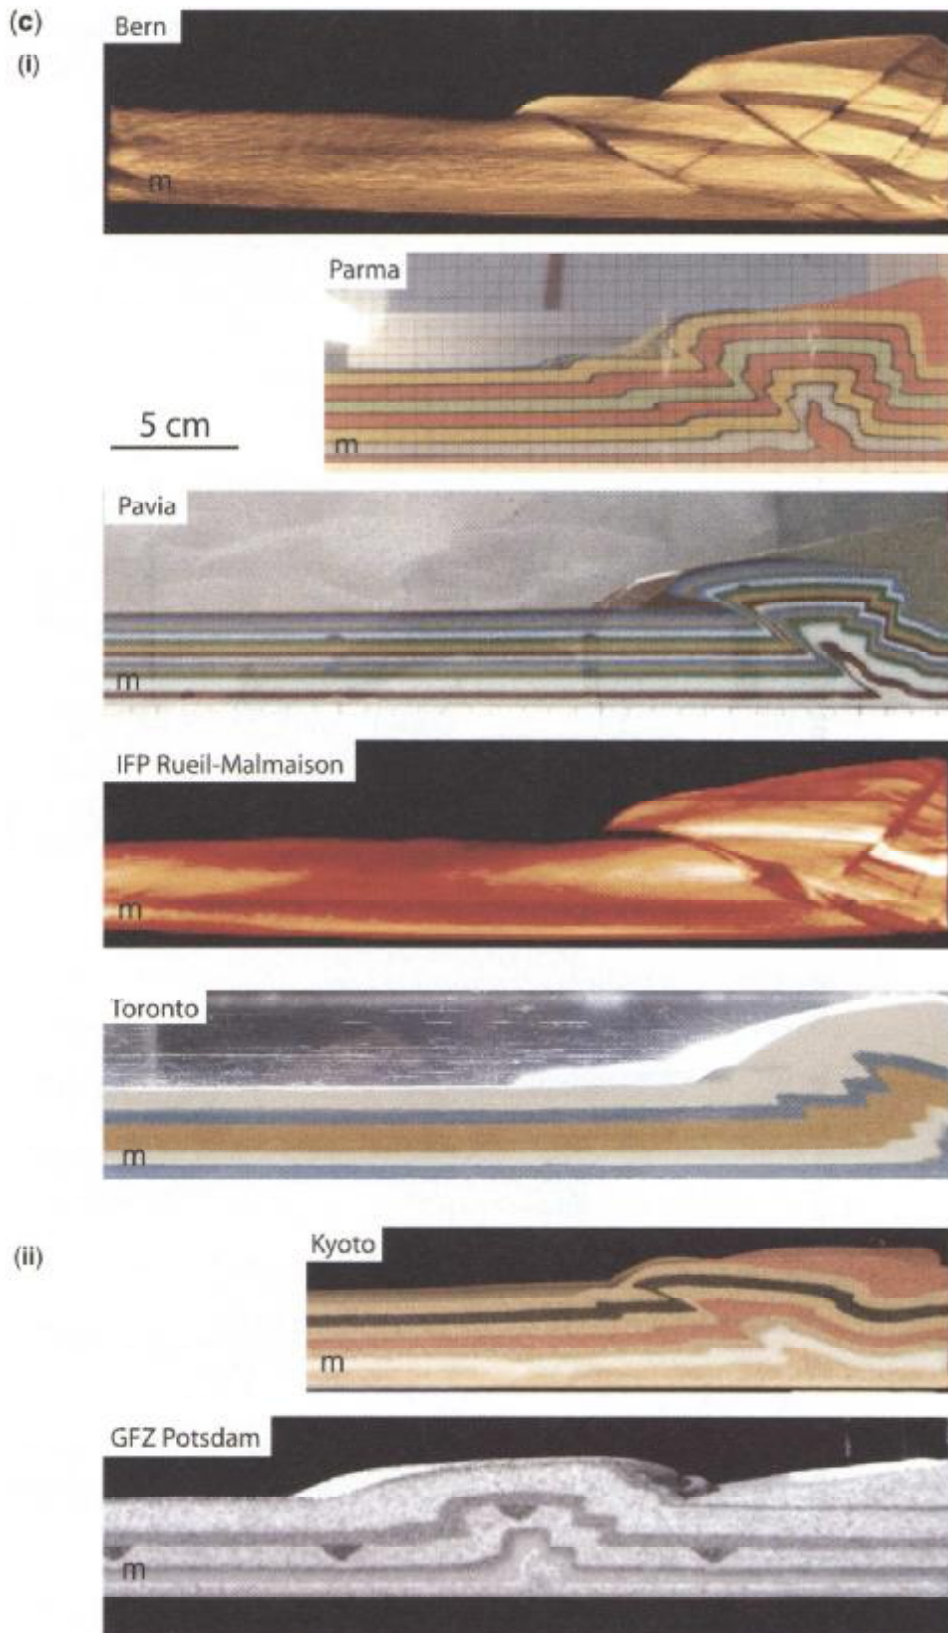 (c)
Bern
(i)
m
Parma
5 cm
m
Pavia
m
IFP Rueil-Malmaison
m
Toronto
m
(ii)
Kyoto
m
GFZ Potsdam
m